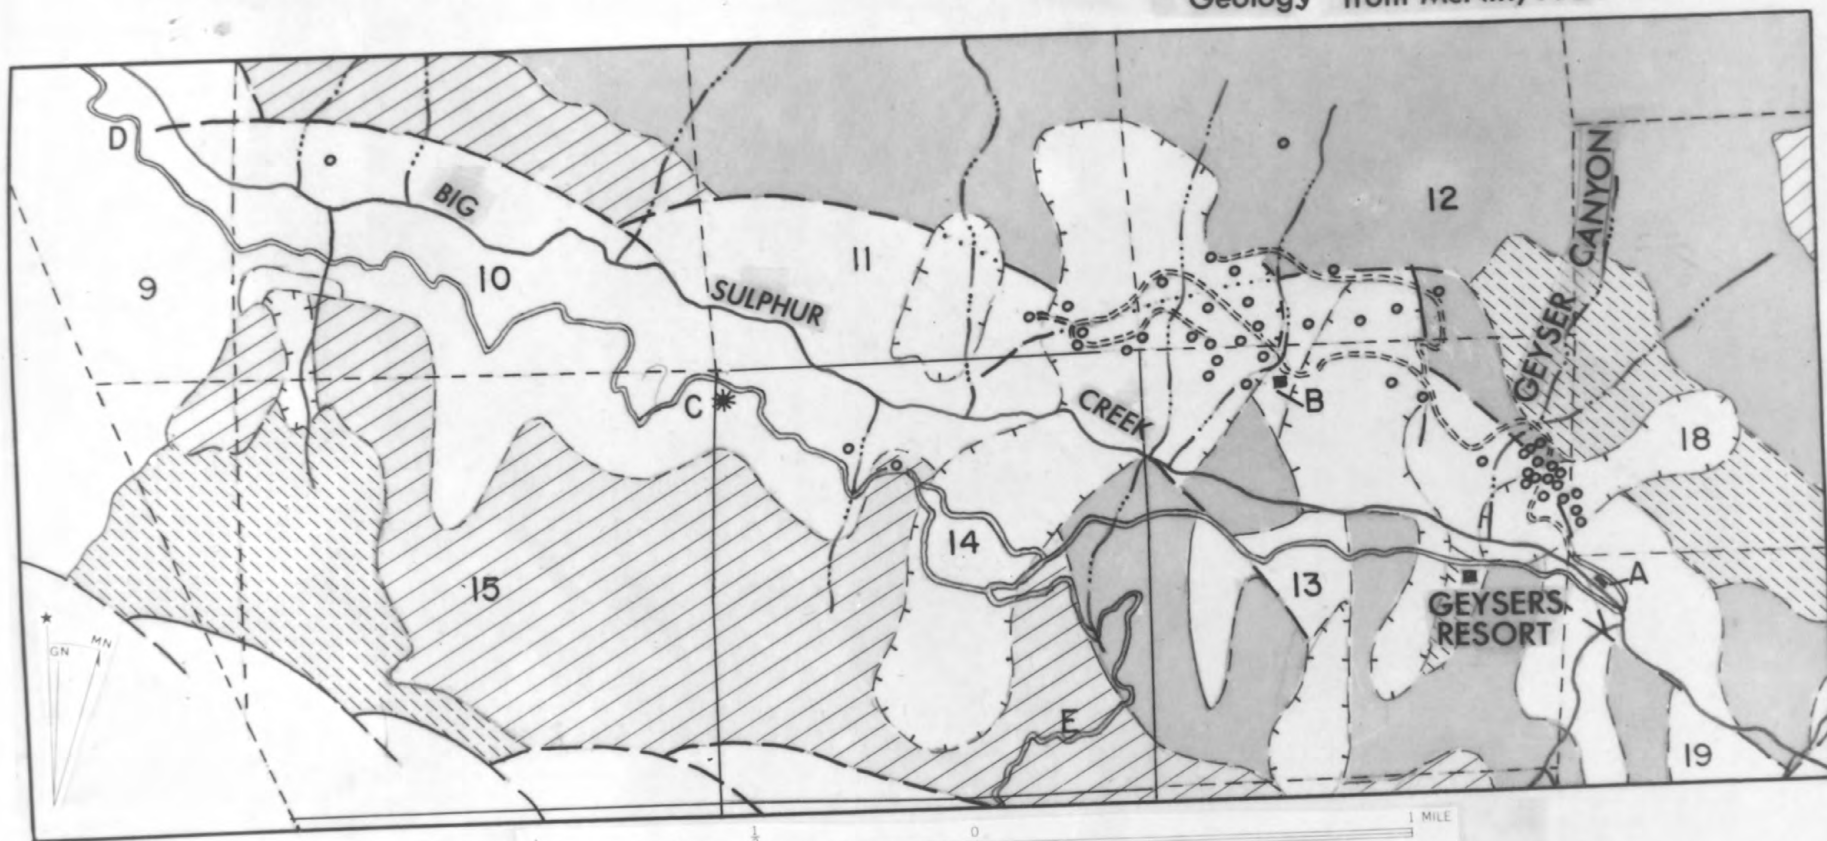 Geology from
D
BIG
9
10
11
12
SULPHUR
GEYSER CANYON
C
CREEK
B
18
14
15
13
A
GEYSERS
RESORT
E
19
★
GN
MN
½
0
1 MILE